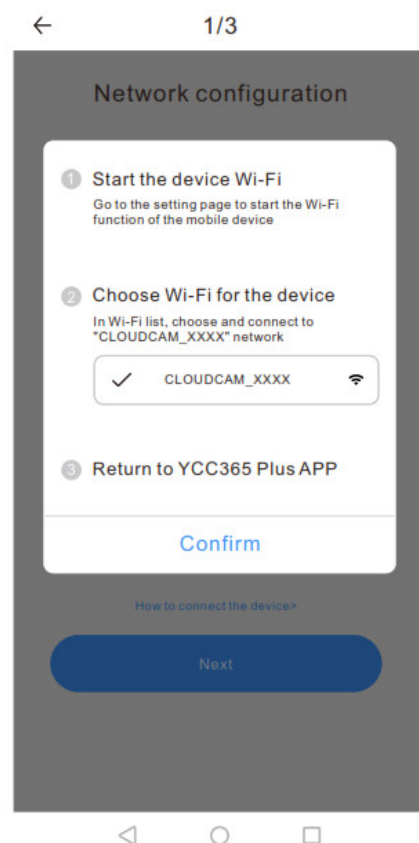 1/3
Network configuration
1 Start the device Wi-Fi
Go to the setting page to start the Wi-Fi
function of the mobile device
2 Choose Wi-Fi for the device
In Wi-Fi list, choose and connect to
"CLOUDCAM_XXXX" network
CLOUDCAM_XXXX
3 Return to YCC365 Plus APP
Confirm
How to connect the device>
Next